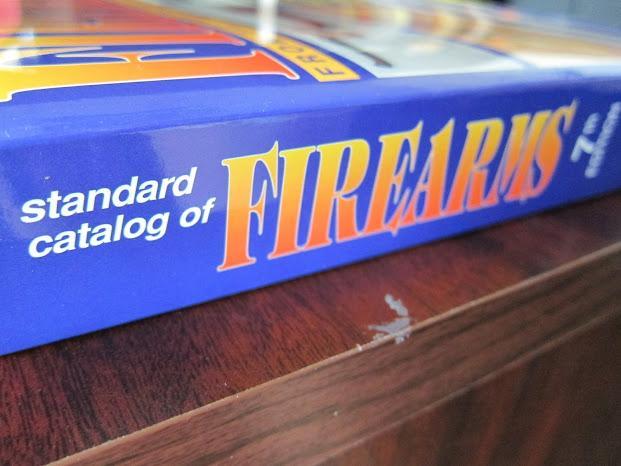 FRO
standard
catalog of
FIREARMS
7th
EDITION